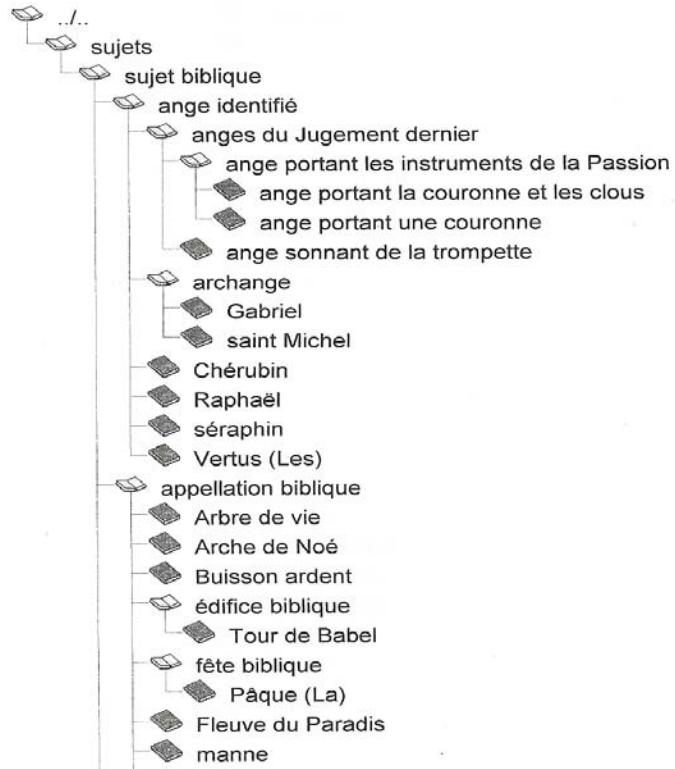 ../..
sujets
sujet biblique
ange identifié
anges du Jugement dernier
ange portant les instruments de la Passion
ange portant la couronne et les clous
ange portant une couronne
ange sonnant de la trompette
archange
Gabriel
saint Michel
Chérubin
Raphaël
séraphin
Vertus (Les)
appellation biblique
Arbre de vie
Arche de Noé
Buisson ardent
édifice biblique
Tour de Babel
fête biblique
Pâque (La)
Fleuve du Paradis
manne